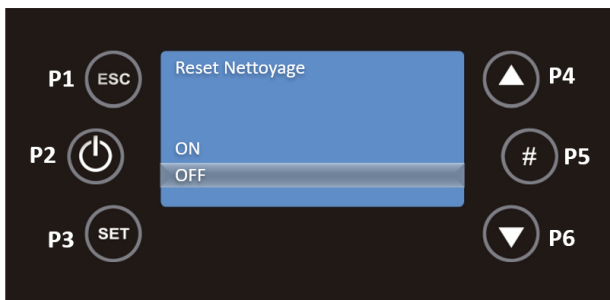 P1 ESC
Reset Nettoyage
P4
P2
ON
# P5
OFF
P3 SET
P6